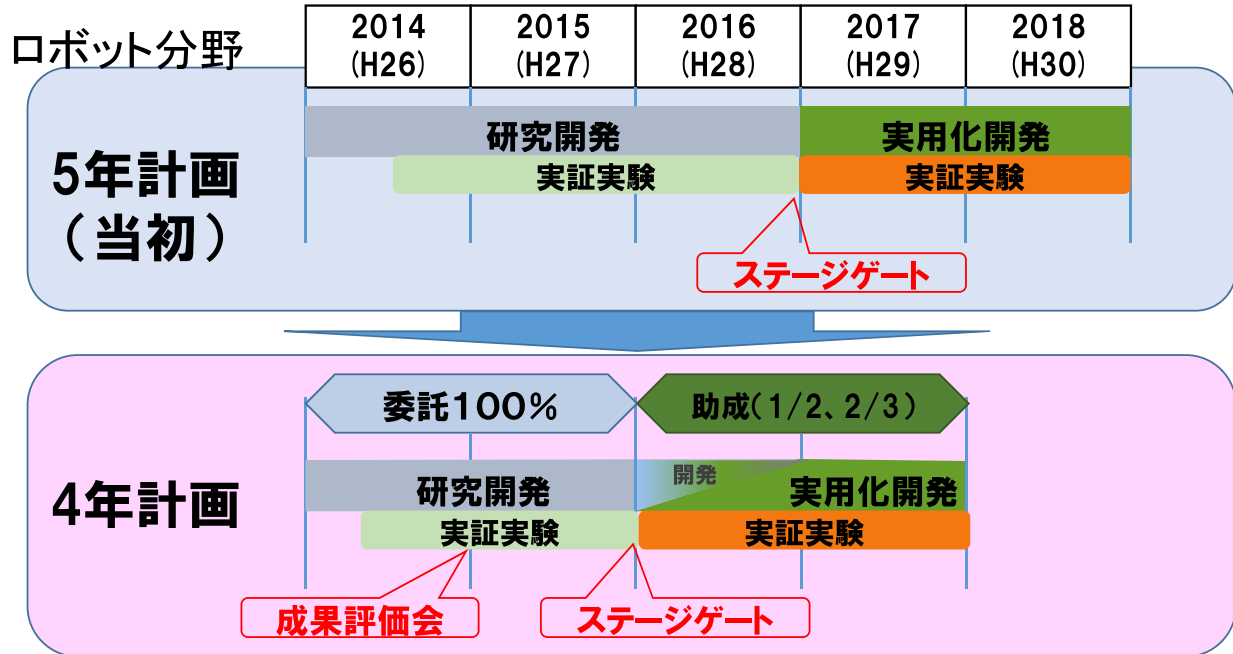 ロボット分野
2014 2015 2016 2017 2018
(H26) (H27) (H28) (H29) (H30)
5年計画
(当初)
研究開発 実用化開発
実証実験 実証実験
ステージゲート
4年計画
委託100% 助成(1/2、2/3)
開発
研究開発 実用化開発
実証実験 実証実験
成果評価会 ステージゲート